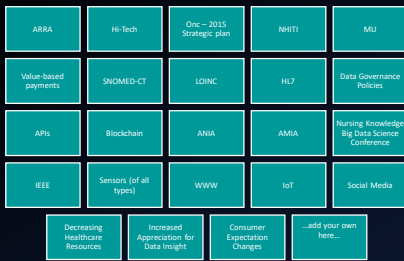 ARRA
Hi-Tech
Onc – 2015
Strategic plan
NHITI
MU
Value-based
payments
SNOMED-CT
LOINC
HL7
Data Governance
Policies
APIs
Blockchain
ANIA
AMIA
Nursing Knowledge
Big Data Science
Conference
IEEE
Sensors (of all
types)
WWW
IoT
Social Media
Decreasing
Healthcare
Resources
Increased
Appreciation for
Data Insight
Consumer
Expectation
Changes
...add your own
here...